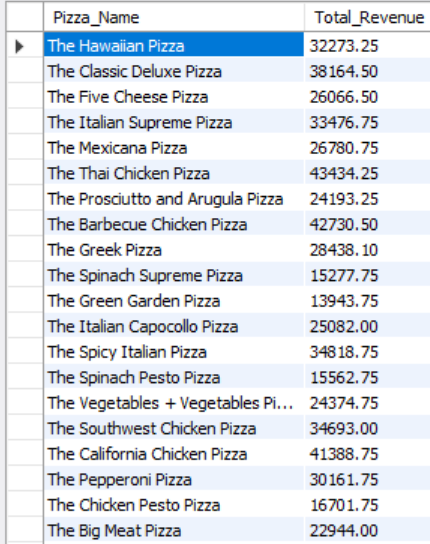 Pizza_Name Total_Revenue
The Hawaiian Pizza 32273.25
The Classic Deluxe Pizza 38164.50
The Five Cheese Pizza 26066.50
The Italian Supreme Pizza 33476.75
The Mexicana Pizza 26780.75
The Thai Chicken Pizza 43434.25
The Prosciutto and Arugula Pizza 24193.25
The Barbecue Chicken Pizza 42730.50
The Greek Pizza 28438.10
The Spinach Supreme Pizza 15277.75
The Green Garden Pizza 13943.75
The Italian Capocollo Pizza 25082.00
The Spicy Italian Pizza 34818.75
The Spinach Pesto Pizza 15562.75
The Vegetables + Vegetables Pi... 24374.75
The Southwest Chicken Pizza 34693.00
The California Chicken Pizza 41388.75
The Pepperoni Pizza 30161.75
The Chicken Pesto Pizza 16701.75
The Big Meat Pizza 22944.00